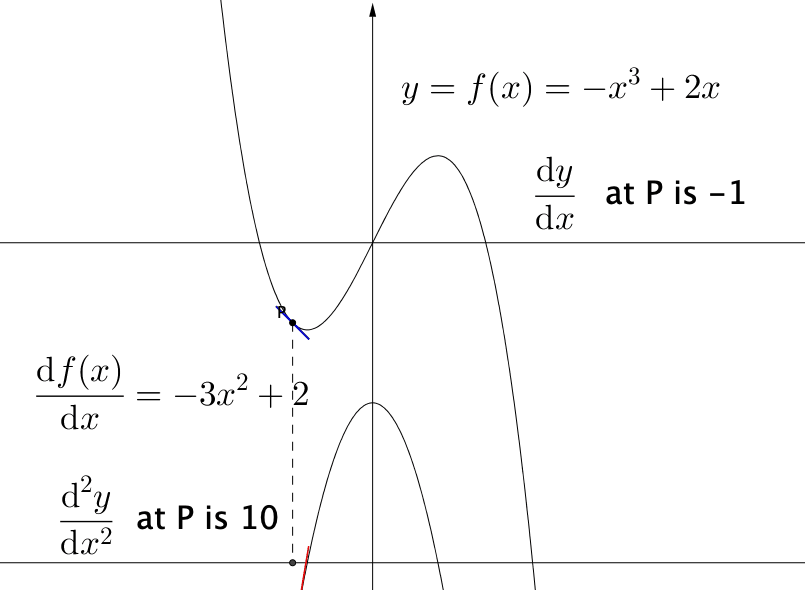 y = f(x) = −x³ + 2x
dy/dx at P is −1
P
df(x)/dx = −3x² + 2
d²y/dx² at P is 10